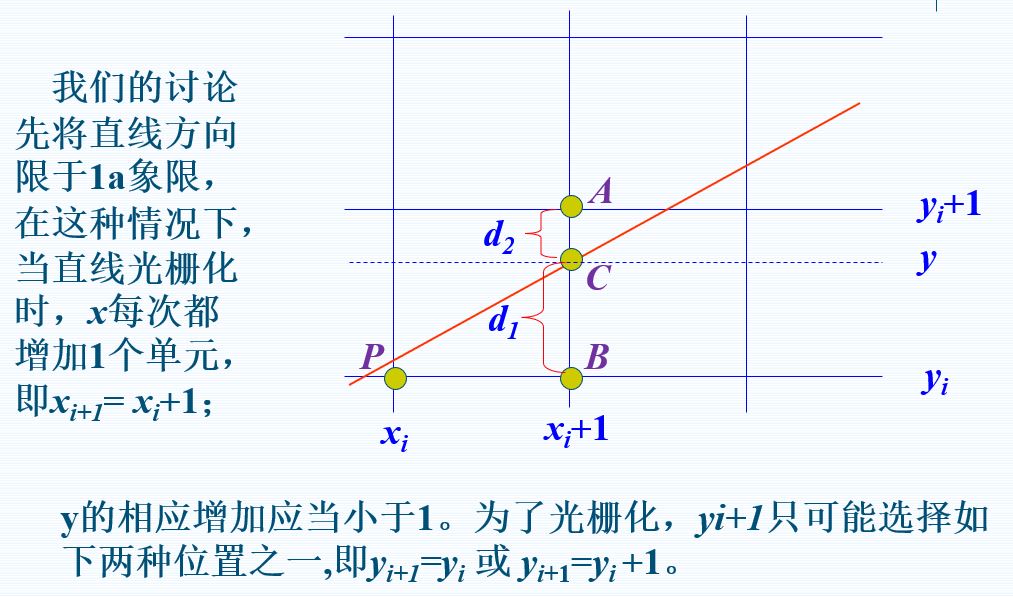 我们的讨论
先将直线方向
限于1a象限，
在这种情况下，
当直线光栅化
时，x每次都
增加1个单元，
即xi+1= xi+1；
A
yi+1
d2
y
C
d1
P
B
yi
xi
xi+1
y的相应增加应当小于1。为了光栅化，yi+1只可能选择如
下两种位置之一,即yi+1=yi 或 yi+1=yi +1。